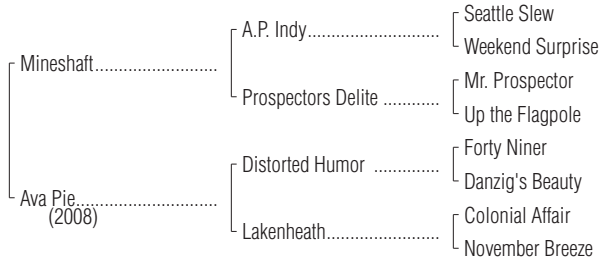 Seattle Slew
A.P. Indy..............................
Weekend Surprise
Mineshaft............................
Mr. Prospector
Prospectors Delite .............
Up the Flagpole
Forty Niner
Distorted Humor ...............
Danzig's Beauty
Ava Pie.................................
(2008)
Colonial Affair
Lakenheath..........................
November Breeze